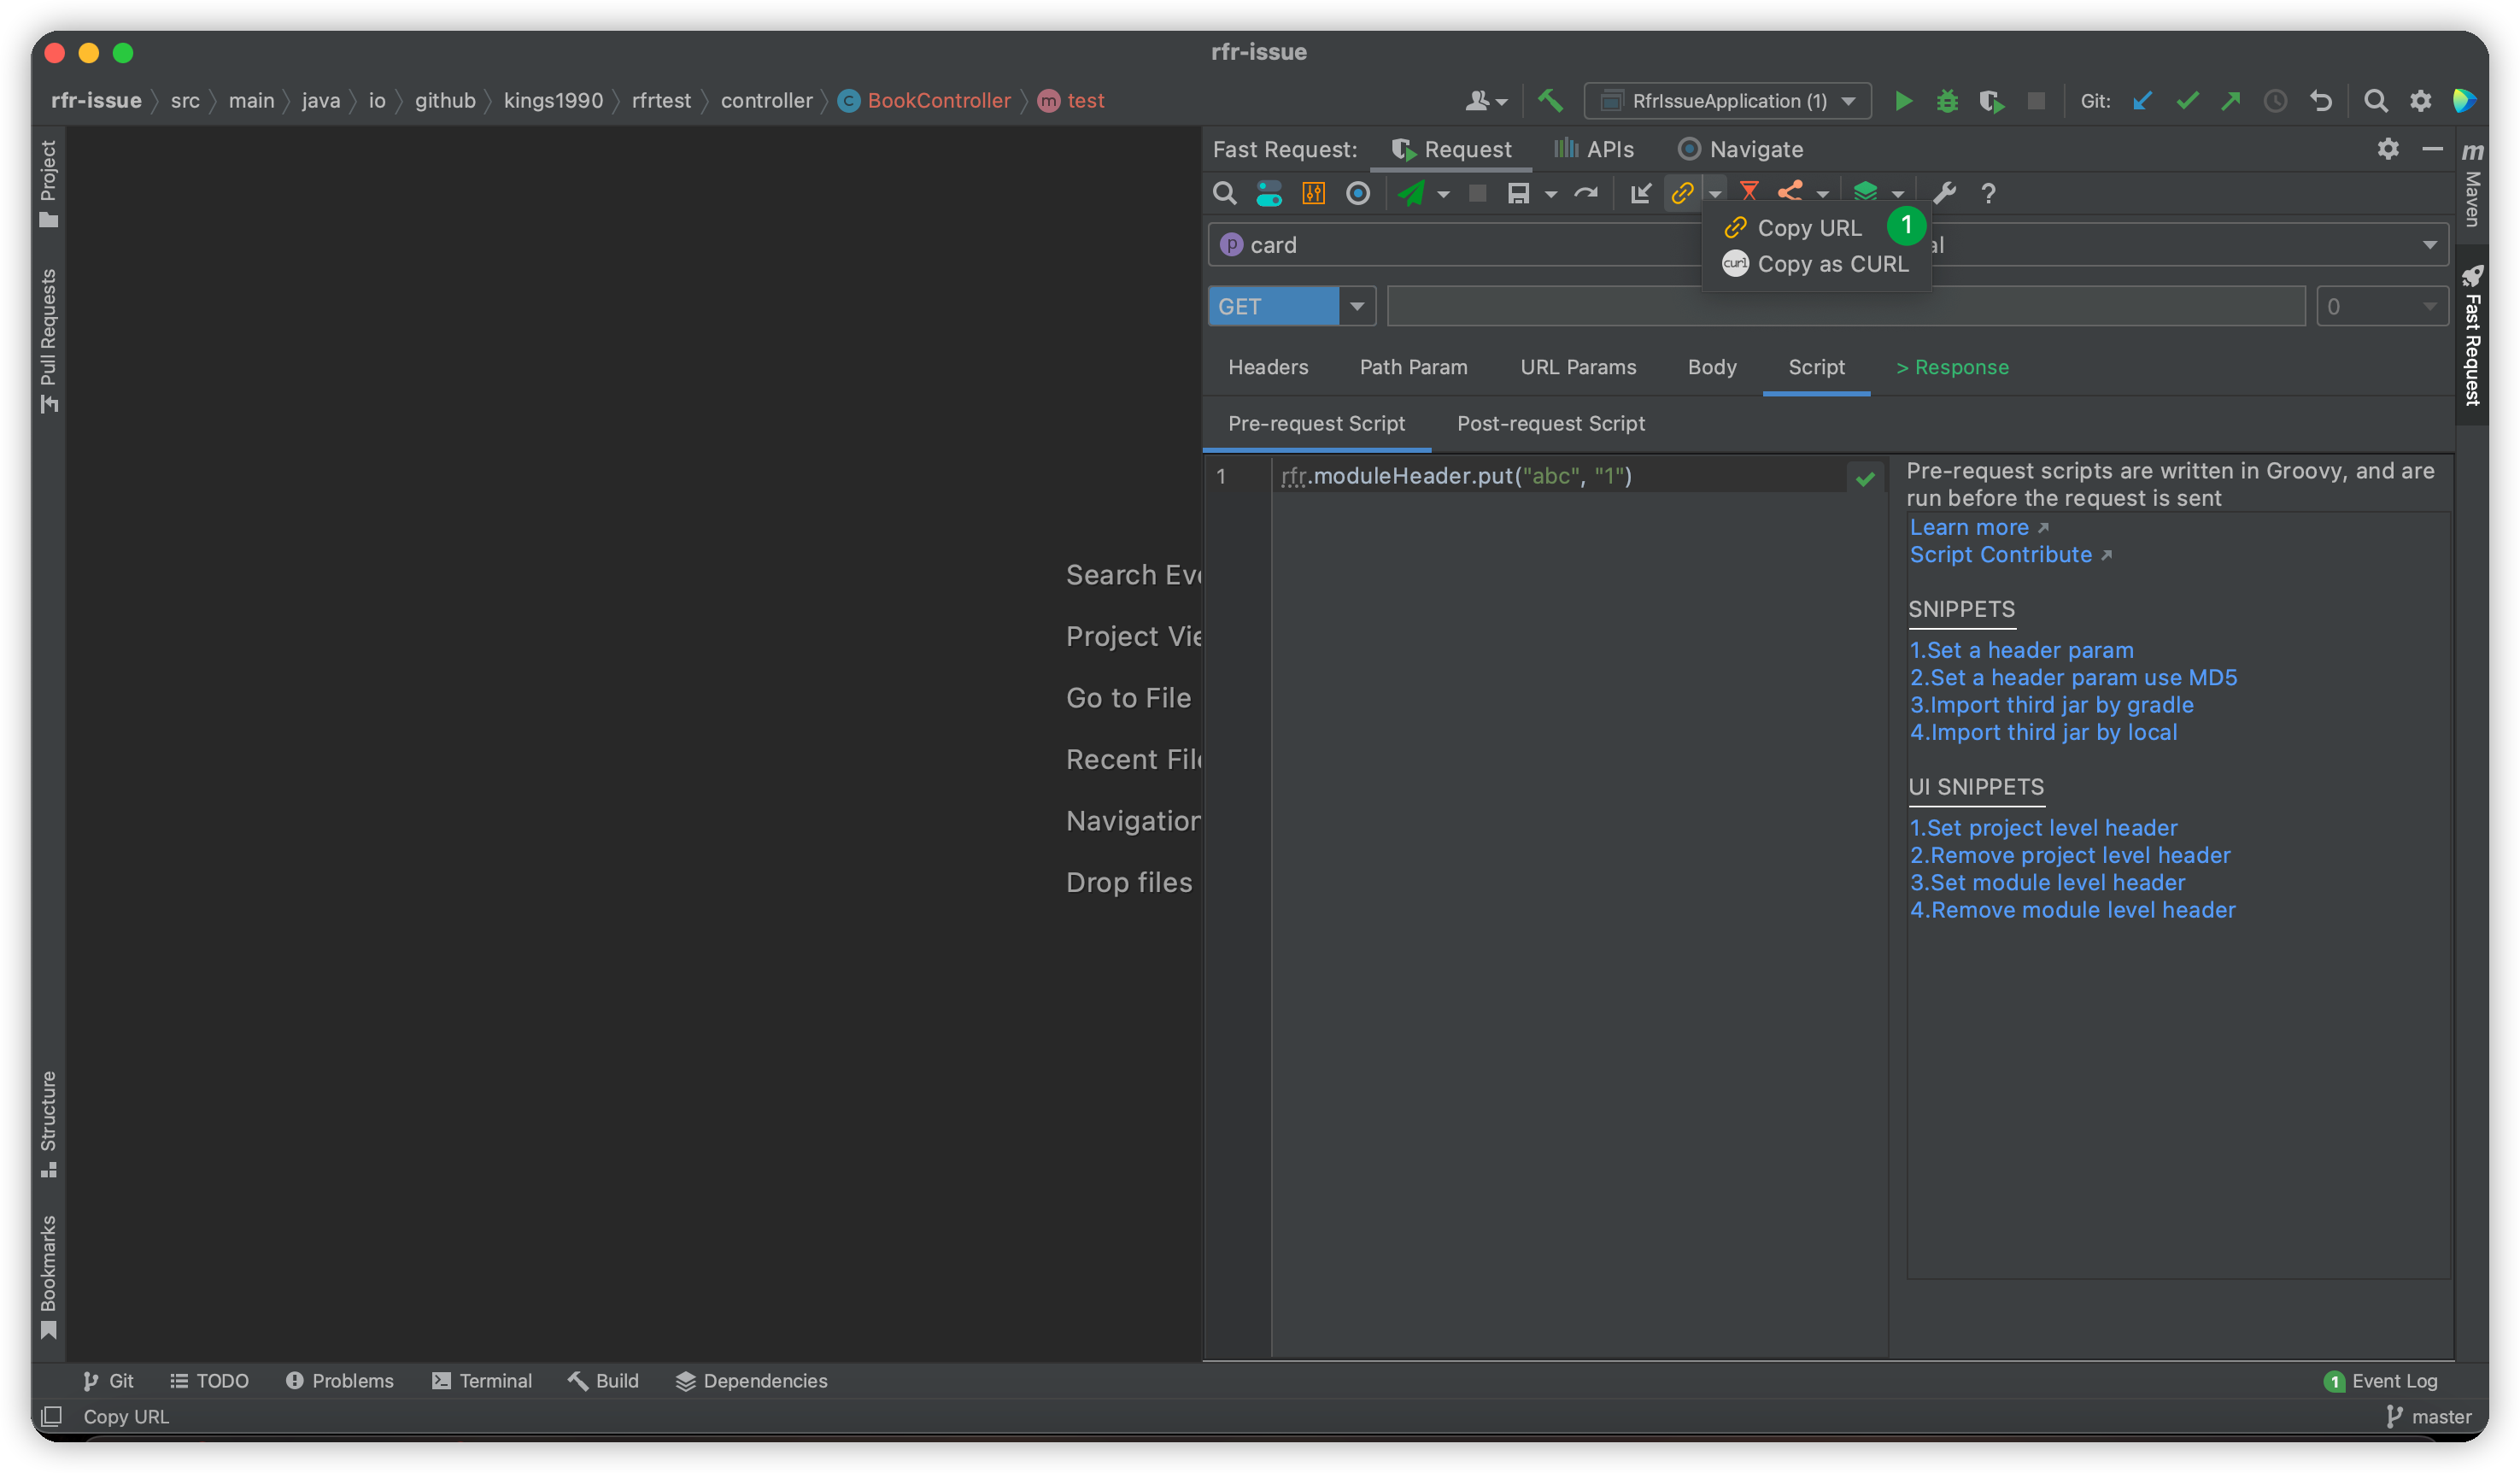 rfr-issue
rfr-issue src main java io github kings1990 rfrtest controller C BookController m test
RfrIssueApplication (1)
Git:
Project
Pull Requests
Structure
Bookmarks
Search Eve
Project Vie
Go to File
Recent File
Navigation
Drop files
Fast Request: Request APIs Navigate
?
Copy URL 1
curl Copy as CURL
p card
al
GET
0
Headers Path Param URL Params Body Script > Response
Pre-request Script Post-request Script
1 rfr.moduleHeader.put("abc", "1")
Pre-request scripts are written in Groovy, and are
run before the request is sent
Learn more
Script Contribute
SNIPPETS
1.Set a header param
2.Set a header param use MD5
3.Import third jar by gradle
4.Import third jar by local
UI SNIPPETS
1.Set project level header
2.Remove project level header
3.Set module level header
4.Remove module level header
m
Maven
Fast Request
Git TODO Problems Terminal Build Dependencies
1 Event Log
Copy URL
master